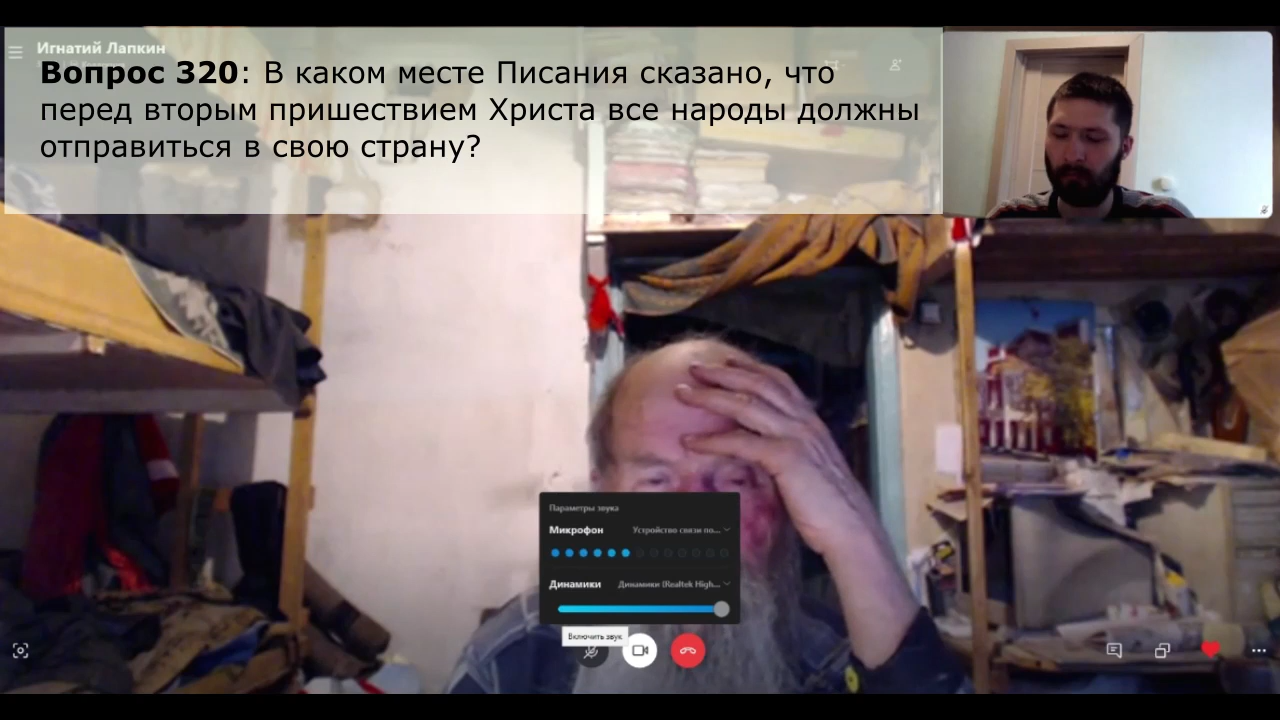 Игнатий Лапкин
Вопрос 320: В каком месте Писания сказано, что
перед вторым пришествием Христа все народы должны
отправиться в свою страну?
Параметры звука
Микрофон Устройство связи по...
Динамики Динамики (Realtek High...
Включить звук